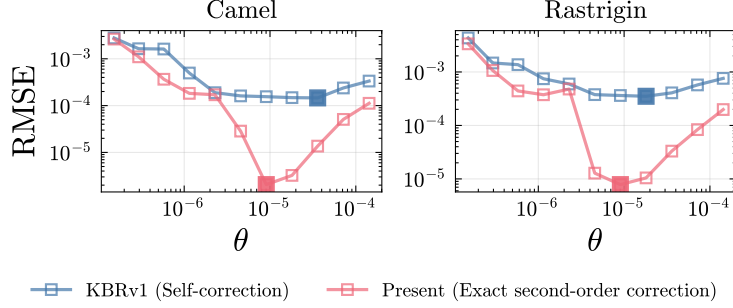 Camel
Rastrigin
RMSE
10⁻³
10⁻⁴
10⁻⁵
10⁻³
10⁻⁴
10⁻⁵
10⁻⁶
10⁻⁵
10⁻⁴
10⁻⁶
10⁻⁵
10⁻⁴
θ
θ
KBRv1 (Self-correction)
Present (Exact second-order correction)